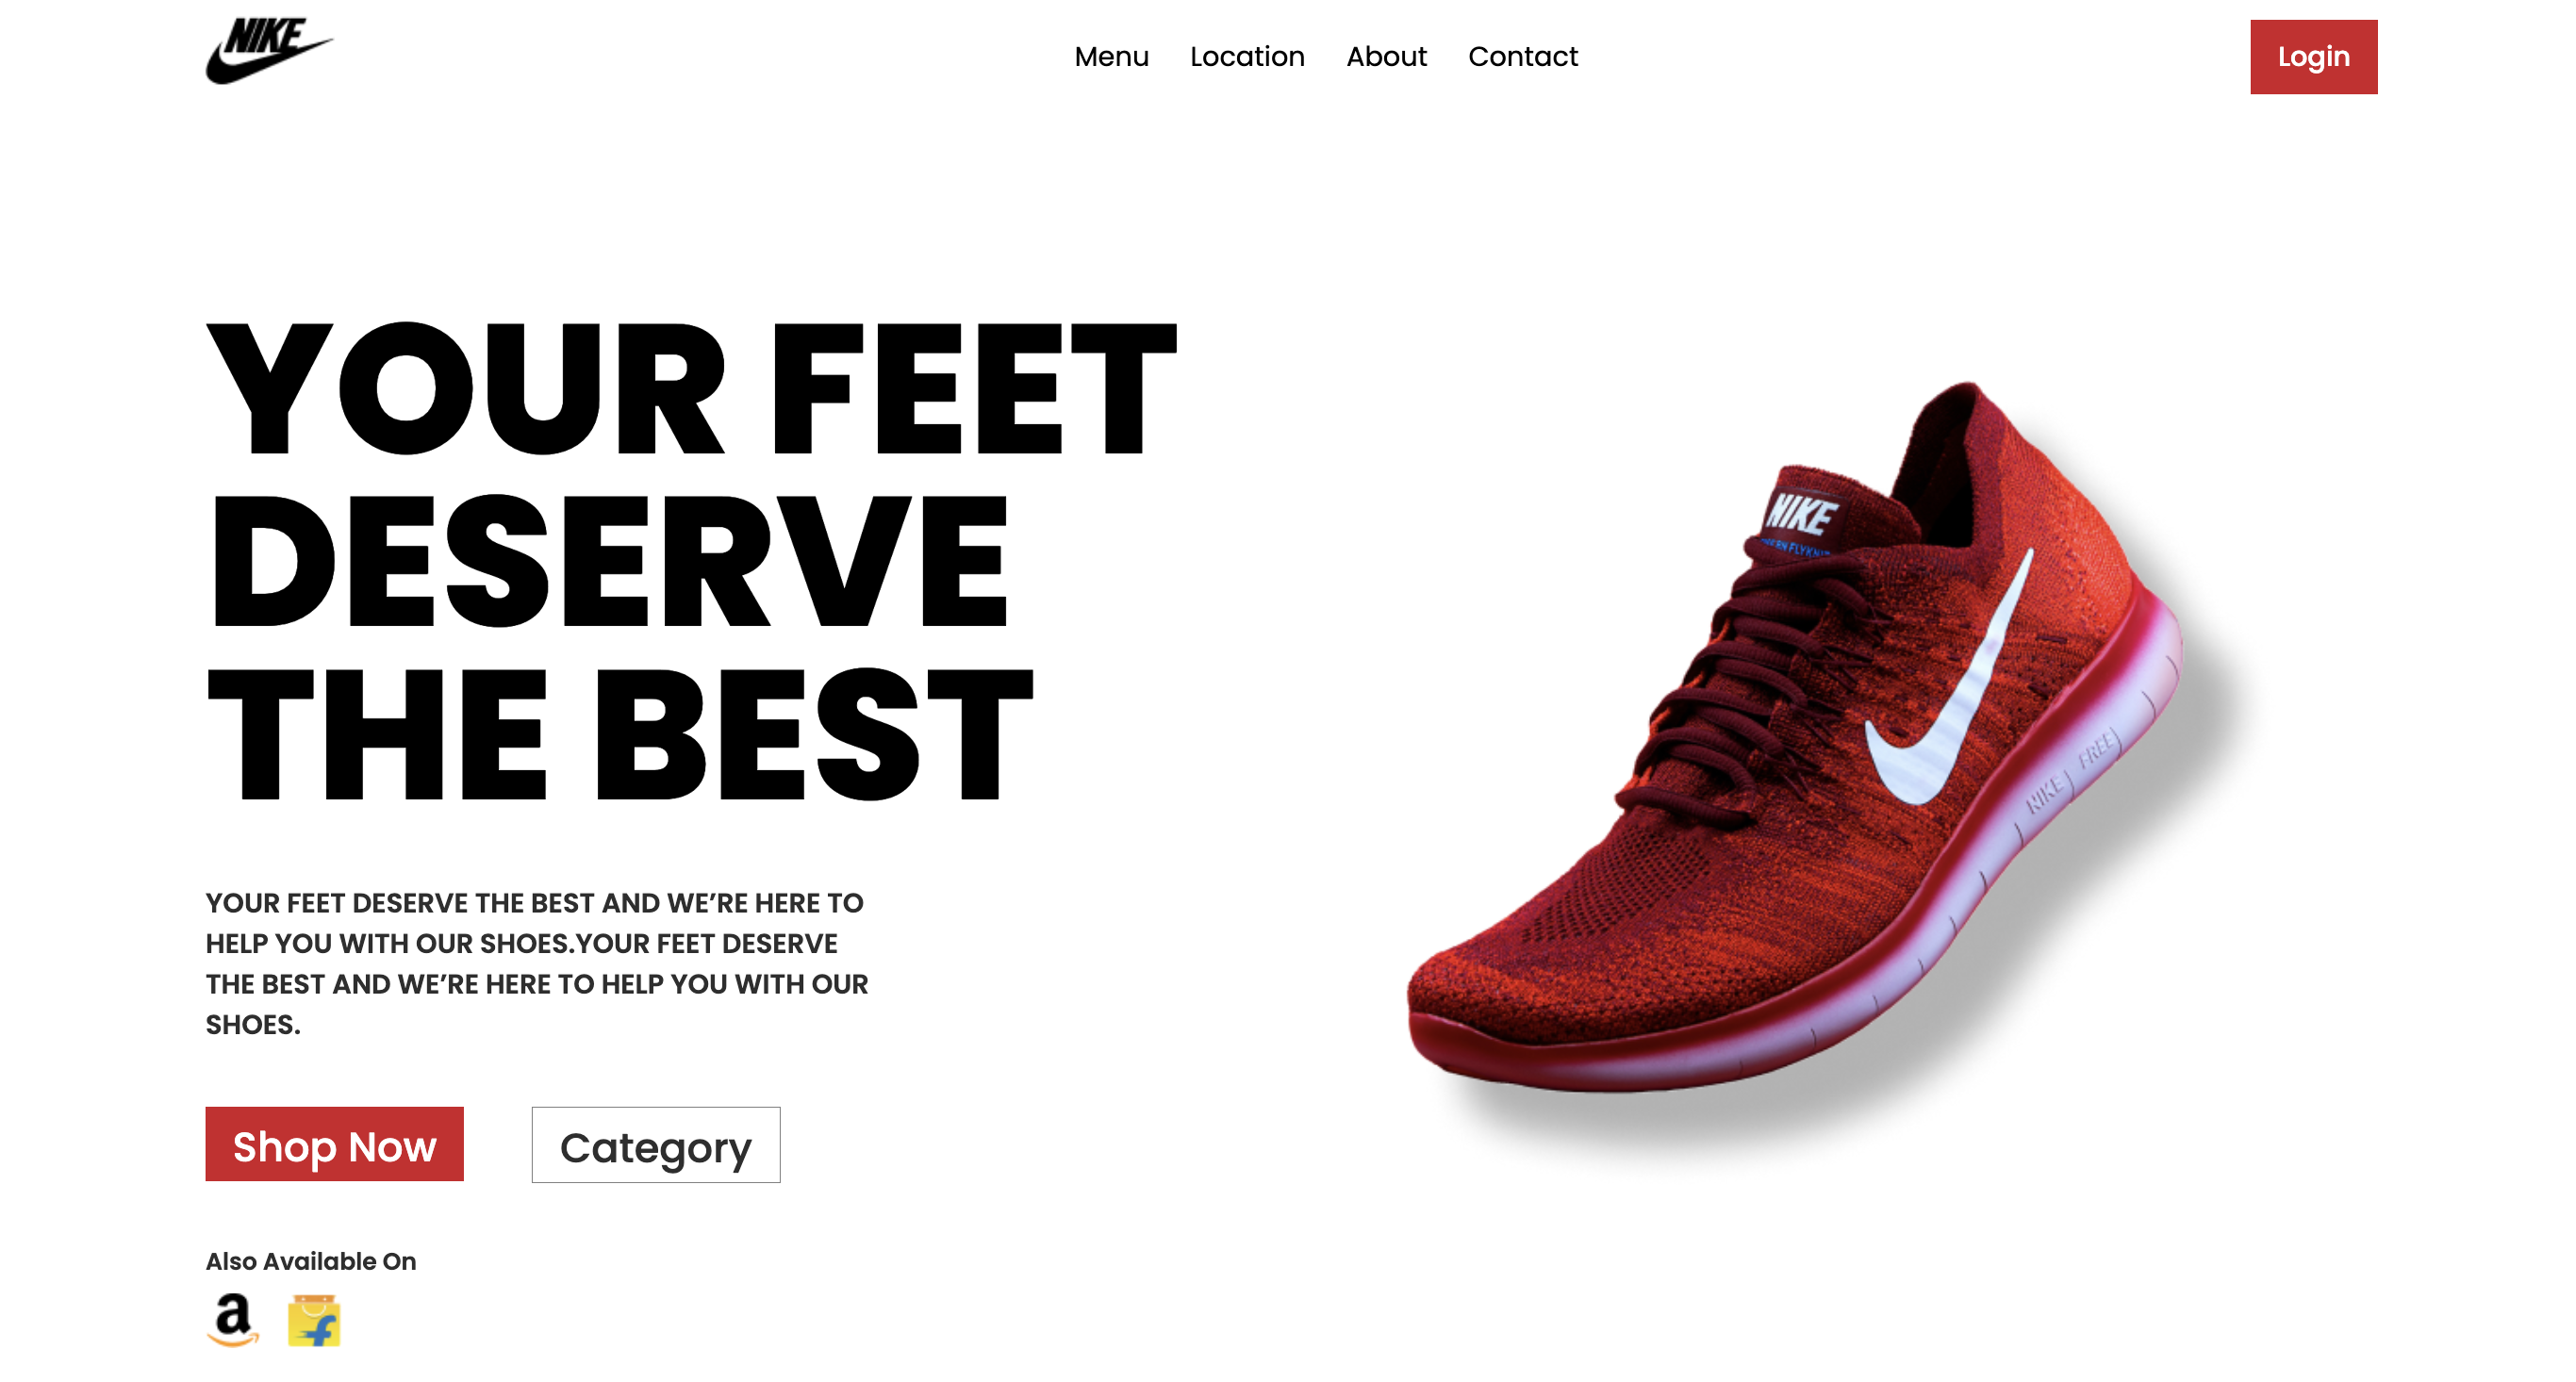 NIKE
Menu Location About Contact
Login
YOUR FEET
DESERVE
THE BEST
YOUR FEET DESERVE THE BEST AND WE’RE HERE TO
HELP YOU WITH OUR SHOES.YOUR FEET DESERVE
THE BEST AND WE’RE HERE TO HELP YOU WITH OUR
SHOES.
Shop Now
Category
Also Available On
a
f
NIKE
NIKE FREE